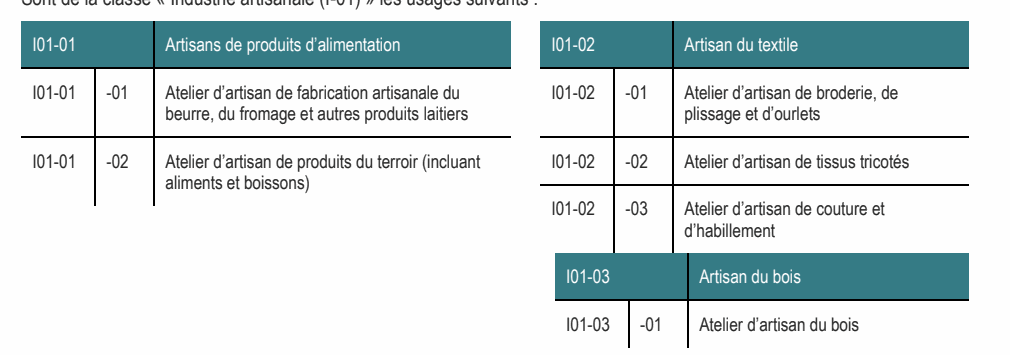 Sont de la classe « Industrie artisanale (I-01) » les usages suivants :
I01-01 Artisans de produits d'alimentation
I01-01 -01 Atelier d'artisan de fabrication artisanale du
beurre, du fromage et autres produits laitiers
I01-01 -02 Atelier d'artisan de produits du terroir (incluant
aliments et boissons)
I01-02 Artisan du textile
I01-02 -01 Atelier d'artisan de broderie, de
plissage et d'ourlets
I01-02 -02 Atelier d'artisan de tissus tricotés
I01-02 -03 Atelier d'artisan de couture et
d'habillement
I01-03 Artisan du bois
I01-03 -01 Atelier d'artisan du bois